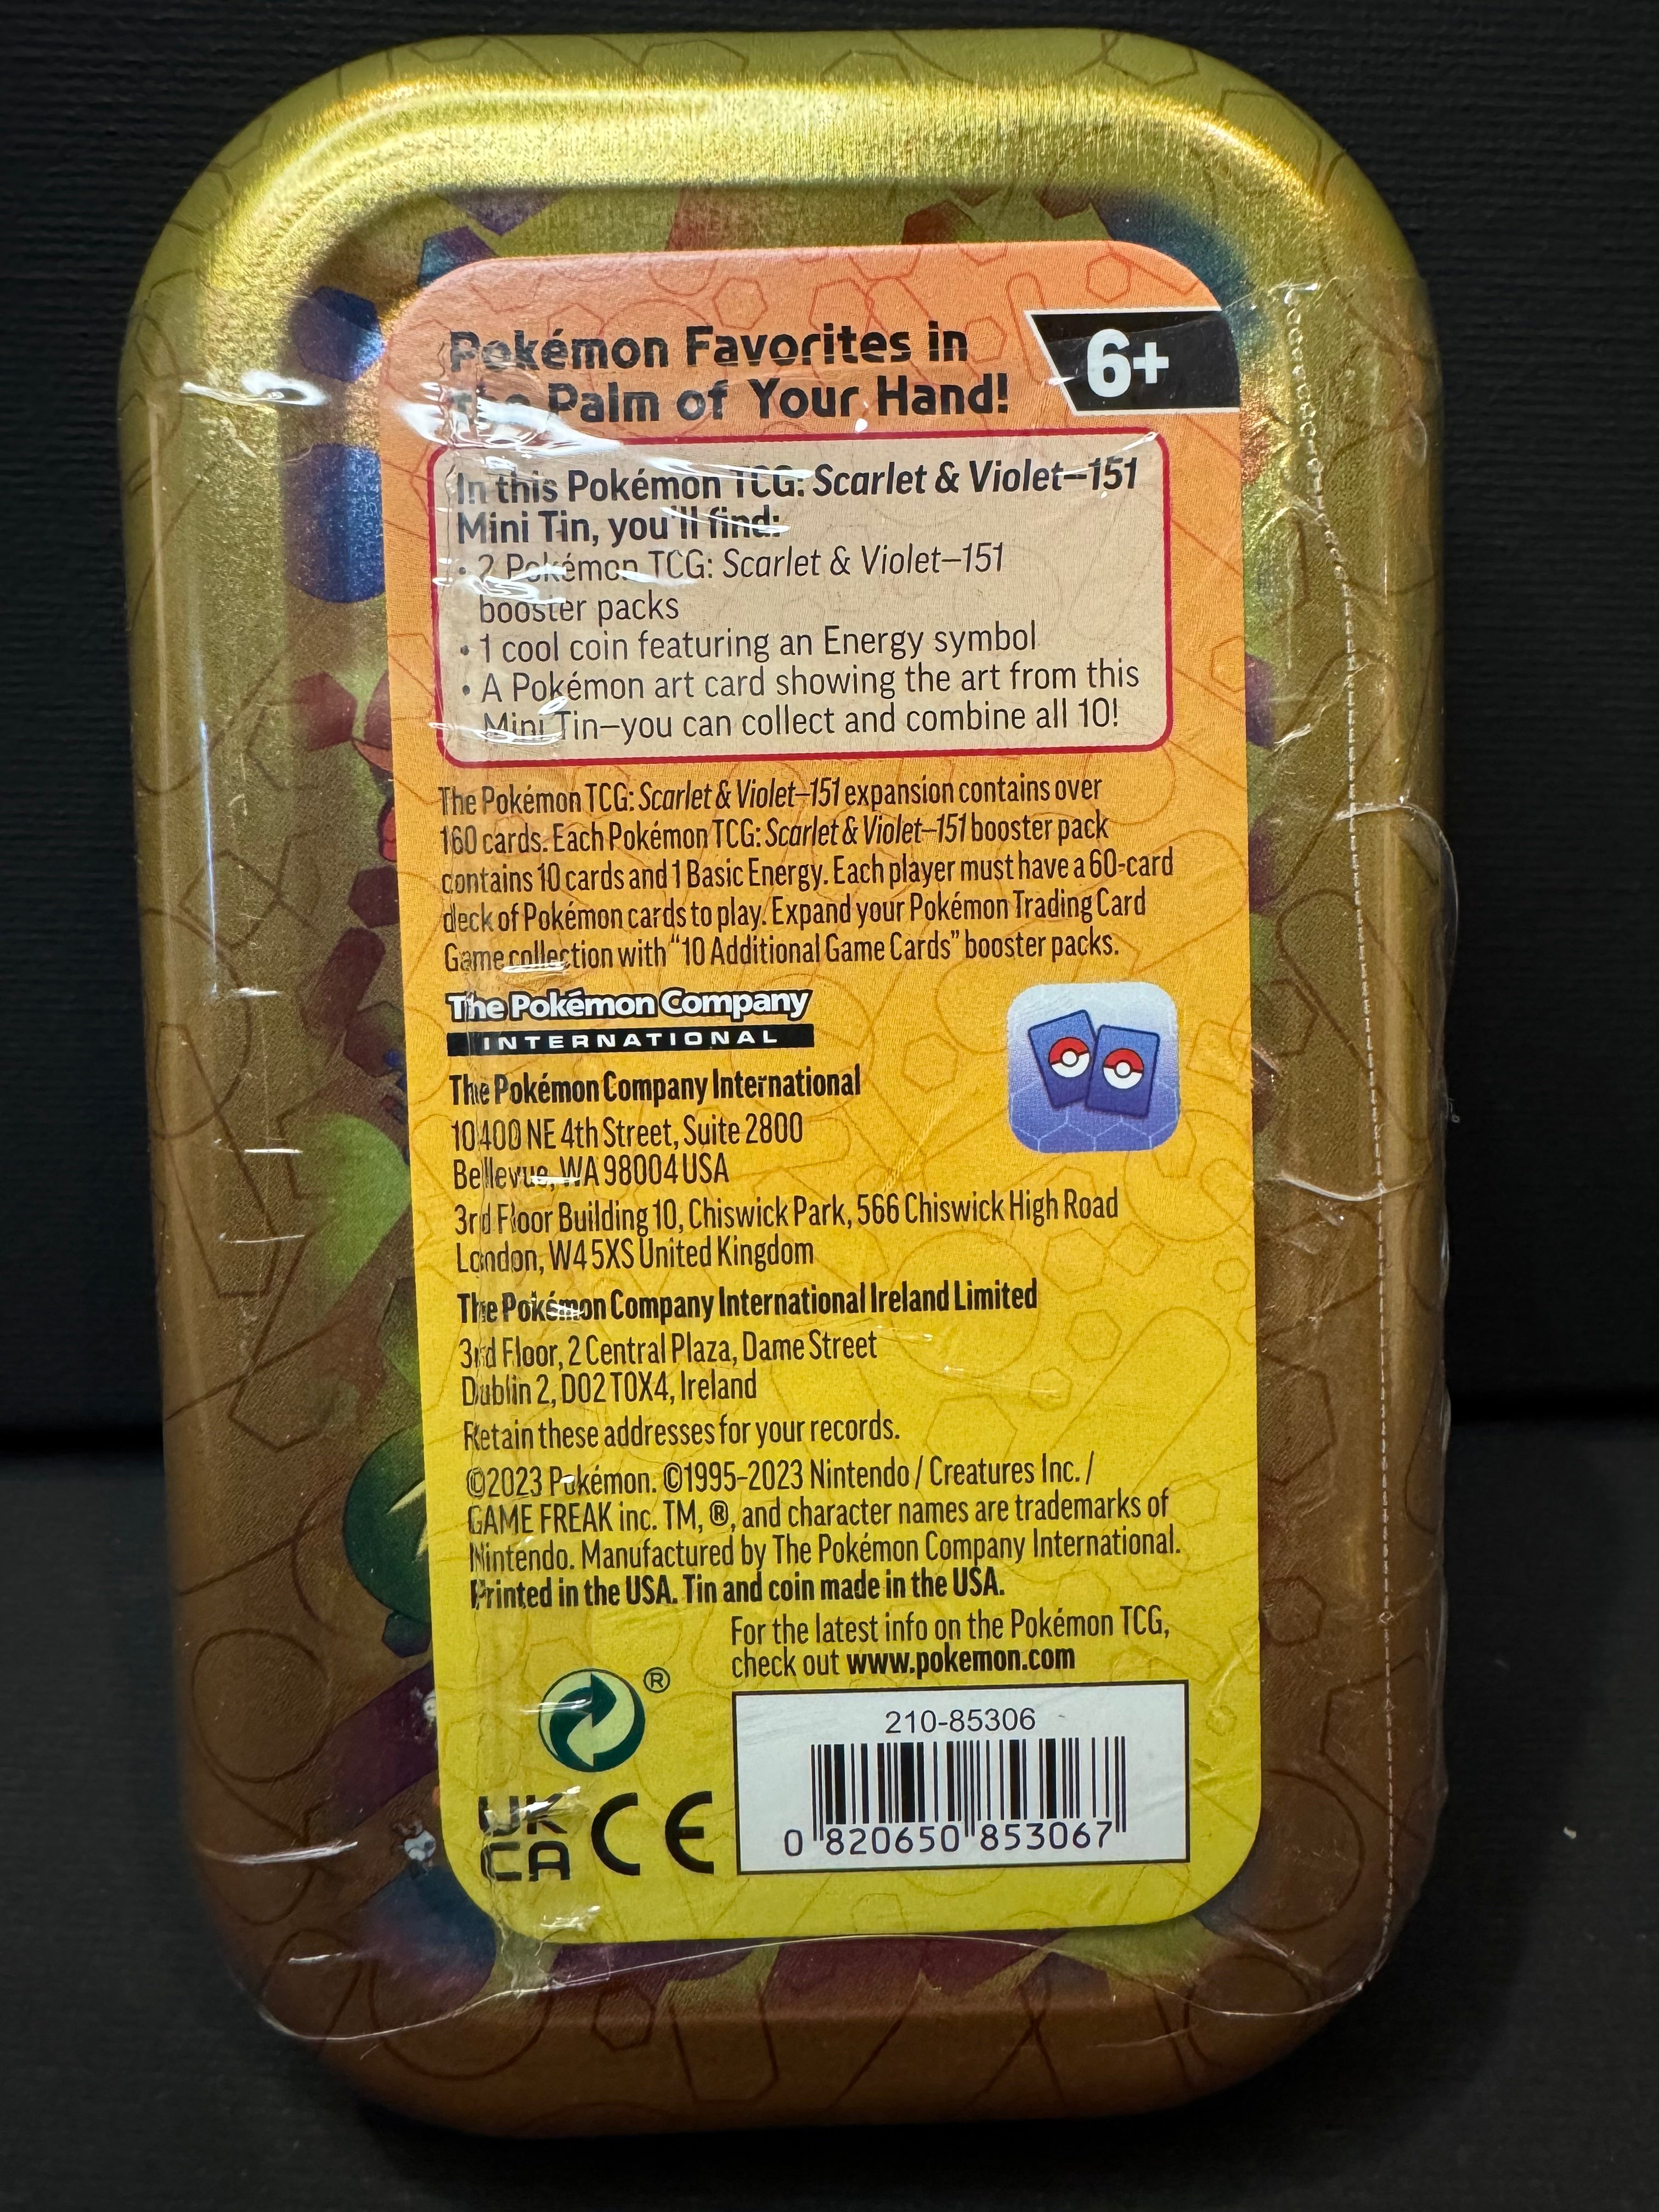 Pokémon Favorites in
The Palm of Your Hand!
6+
In this Pokémon TCG: Scarlet & Violet–151
Mini Tin, you'll find:
• 2 Pokémon TCG: Scarlet & Violet–151
booster packs
• 1 cool coin featuring an Energy symbol
• A Pokémon art card showing the art from this
Mini Tin–you can collect and combine all 10!
The Pokémon TCG: Scarlet & Violet–151 expansion contains over
160 cards. Each Pokémon TCG: Scarlet & Violet–151 booster pack
contains 10 cards and 1 Basic Energy. Each player must have a 60-card
deck of Pokémon cards to play. Expand your Pokémon Trading Card
Game collection with “10 Additional Game Cards” booster packs.
The Pokémon Company
INTERNATIONAL
The Pokémon Company International
10400 NE 4th Street, Suite 2800
Bellevue, WA 98004 USA
3rd Floor Building 10, Chiswick Park, 566 Chiswick High Road
London, W4 5XS United Kingdom
The Pokémon Company International Ireland Limited
3rd Floor, 2 Central Plaza, Dame Street
Dublin 2, D02 T0X4, Ireland
Retain these addresses for your records.
©2023 Pokémon. ©1995–2023 Nintendo / Creatures Inc. /
GAME FREAK inc. TM, ®, and character names are trademarks of
Nintendo. Manufactured by The Pokémon Company International.
Printed in the USA. Tin and coin made in the USA.
For the latest info on the Pokémon TCG,
check out www.pokemon.com
®
UK
CA CE
210-85306
0 820650 853067